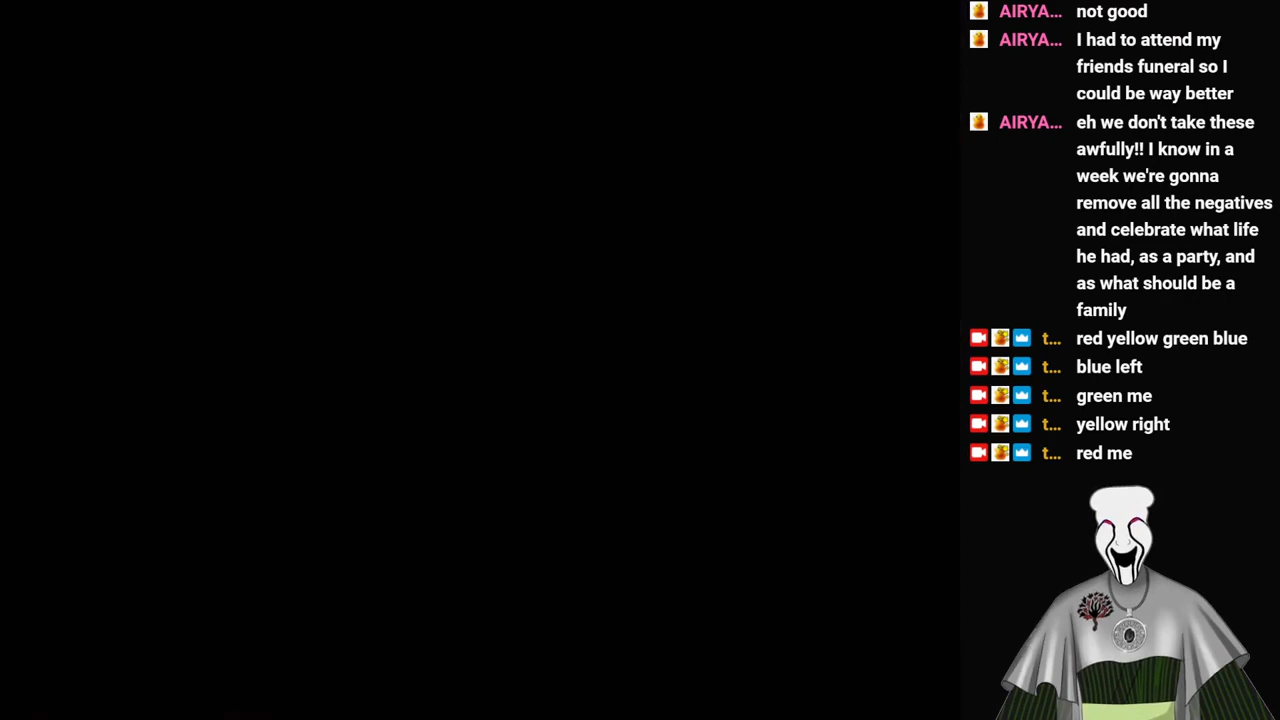 AIRYA... not good
AIRYA... I had to attend my
friends funeral so I
could be way better
AIRYA... eh we don't take these
awfully!! I know in a
week we're gonna
remove all the negatives
and celebrate what life
he had, as a party, and
as what should be a
family
t... red yellow green blue
t... blue left
t... green me
t... yellow right
t... red me